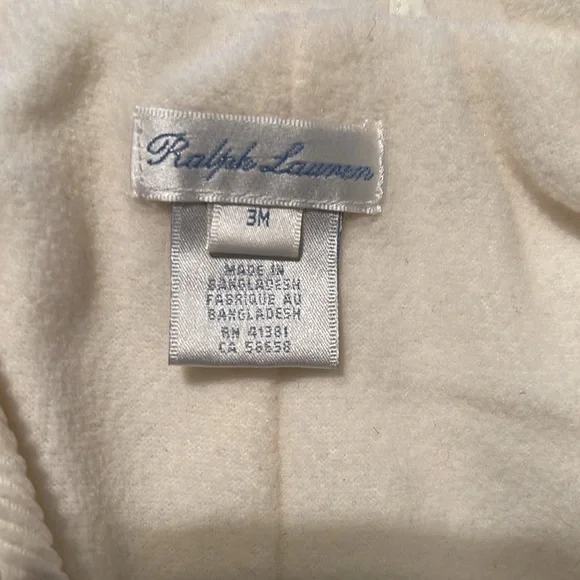 Ralph Lauren
3M
MADE IN
BANGLADESH
FABRIQUE AU
BANGLADESH
RN 41381
CA 56658